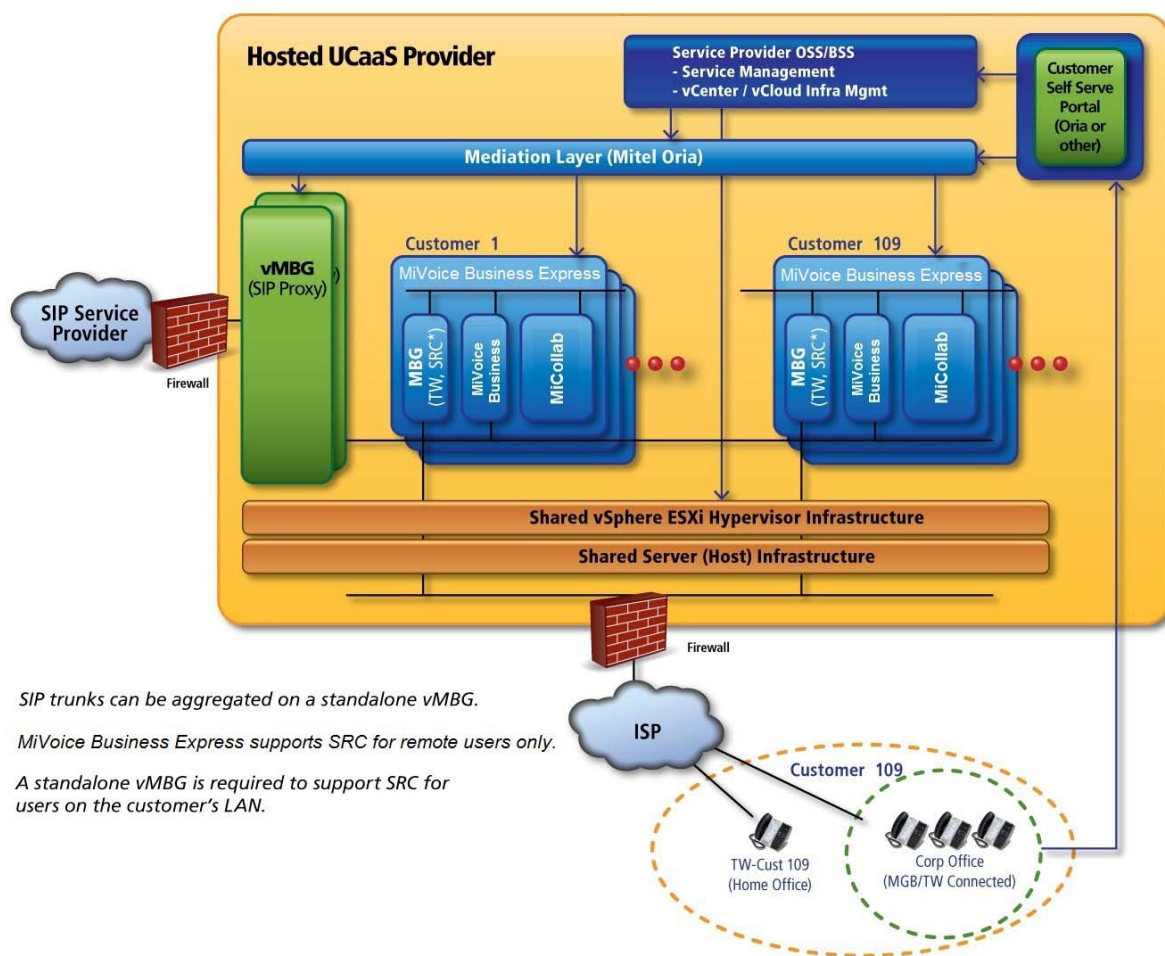 Hosted UCaaS Provider
Service Provider OSS/BSS
- Service Management
- vCenter / vCloud Infra Mgmt
Customer
Self Serve
Portal
(Oria or
other)
Mediation Layer (Mitel Oria)
vMBG
(SIP Proxy)
SIP Service
Provider
Firewall
Customer 1
MiVoice Business Express
MBG
(TW, SRC*)
MiVoice
Business
MiCollab
Customer 109
MiVoice Business Express
MBG
(TW, SRC*)
MiVoice
Business
MiCollab
Shared vSphere ESXi Hypervisor Infrastructure
Shared Server (Host) Infrastructure
Firewall
SIP trunks can be aggregated on a standalone vMBG.
MiVoice Business Express supports SRC for remote users only.
A standalone vMBG is required to support SRC for
users on the customer's LAN.
ISP
Customer 109
TW-Cust 109
(Home Office)
Corp Office
(MGB/TW Connected)